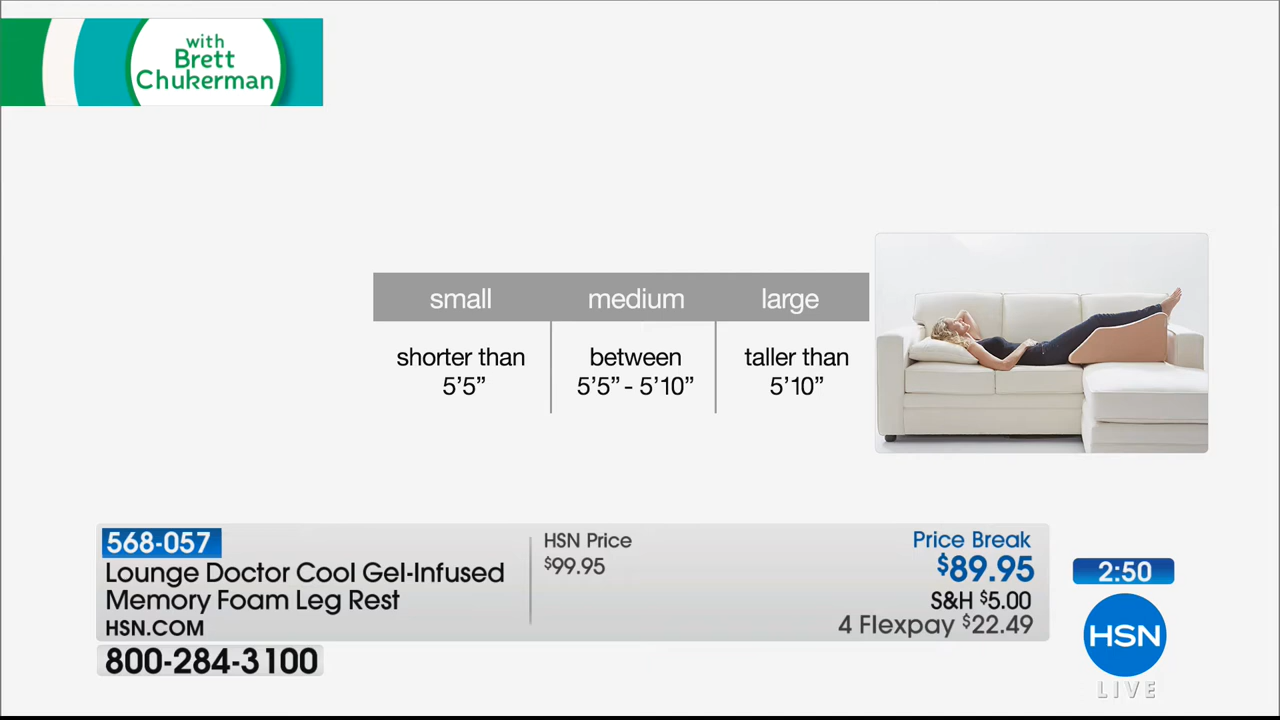 with
Brett
Chukerman
small medium large
shorter than between taller than
5’5” 5’5” - 5’10” 5’10”
568-057
Lounge Doctor Cool Gel-Infused
Memory Foam Leg Rest
HSN.COM
800-284-3100
HSN Price
$99.95
Price Break
$89.95
S&H $5.00
4 Flexpay $22.49
2:50
HSN
LIVE